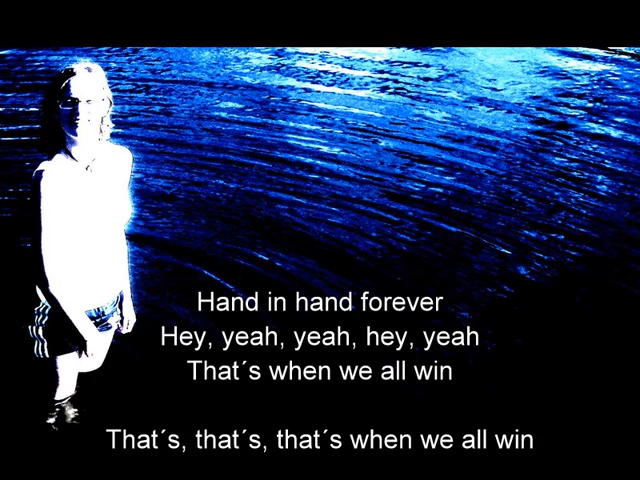 Hand in hand forever
Hey, yeah, yeah, hey, yeah
That´s when we all win
That´s, that´s, that´s when we all win